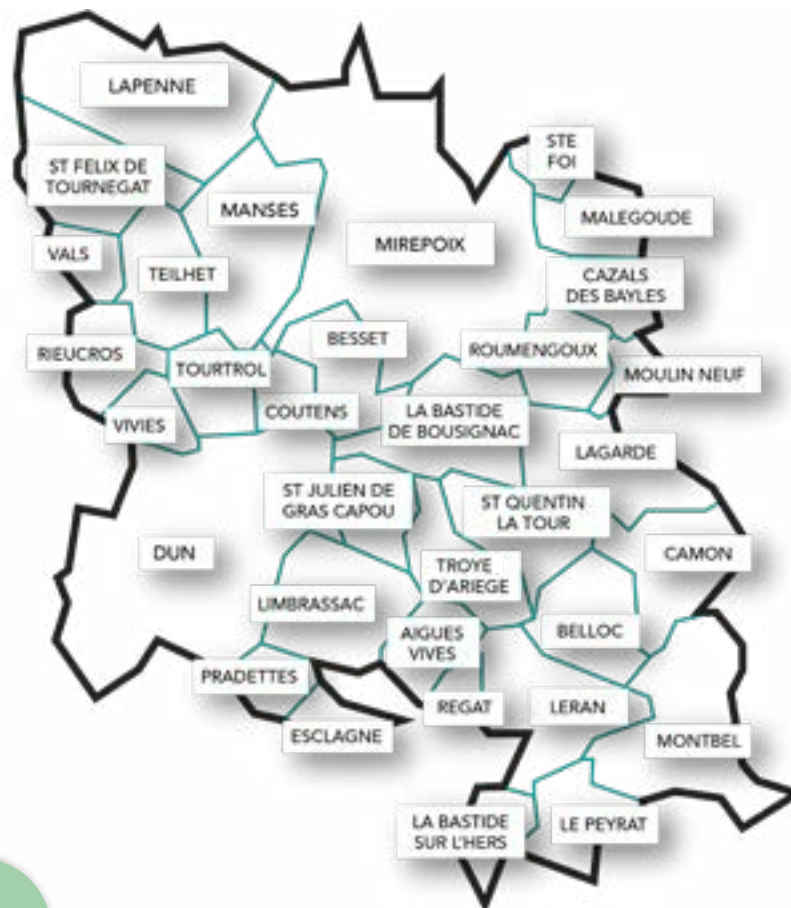 LAPENNE
STE
FOI
ST FELIX DE
TOURNEGAT
MANSES
MALEGOUDE
MIREPOIX
VALS
TEILHET
CAZALS
DES BAYLES
BESSET
ROUMENGOUX
RIEUCROS
TOURTROL
MOULIN NEUF
COUTENS
LA BASTIDE
DE BOUSIGNAC
VIVIES
LAGARDE
ST JULIEN DE
GRAS CAPOU
ST QUENTIN
LA TOUR
DUN
CAMON
TROYE
D'ARIEGE
LIMBRASSAC
BELLOC
AIGUES
VIVES
PRADETTES
REGAT
LERAN
ESCLAGNE
MONTBEL
LA BASTIDE
SUR L'HERS
LE PEYRAT